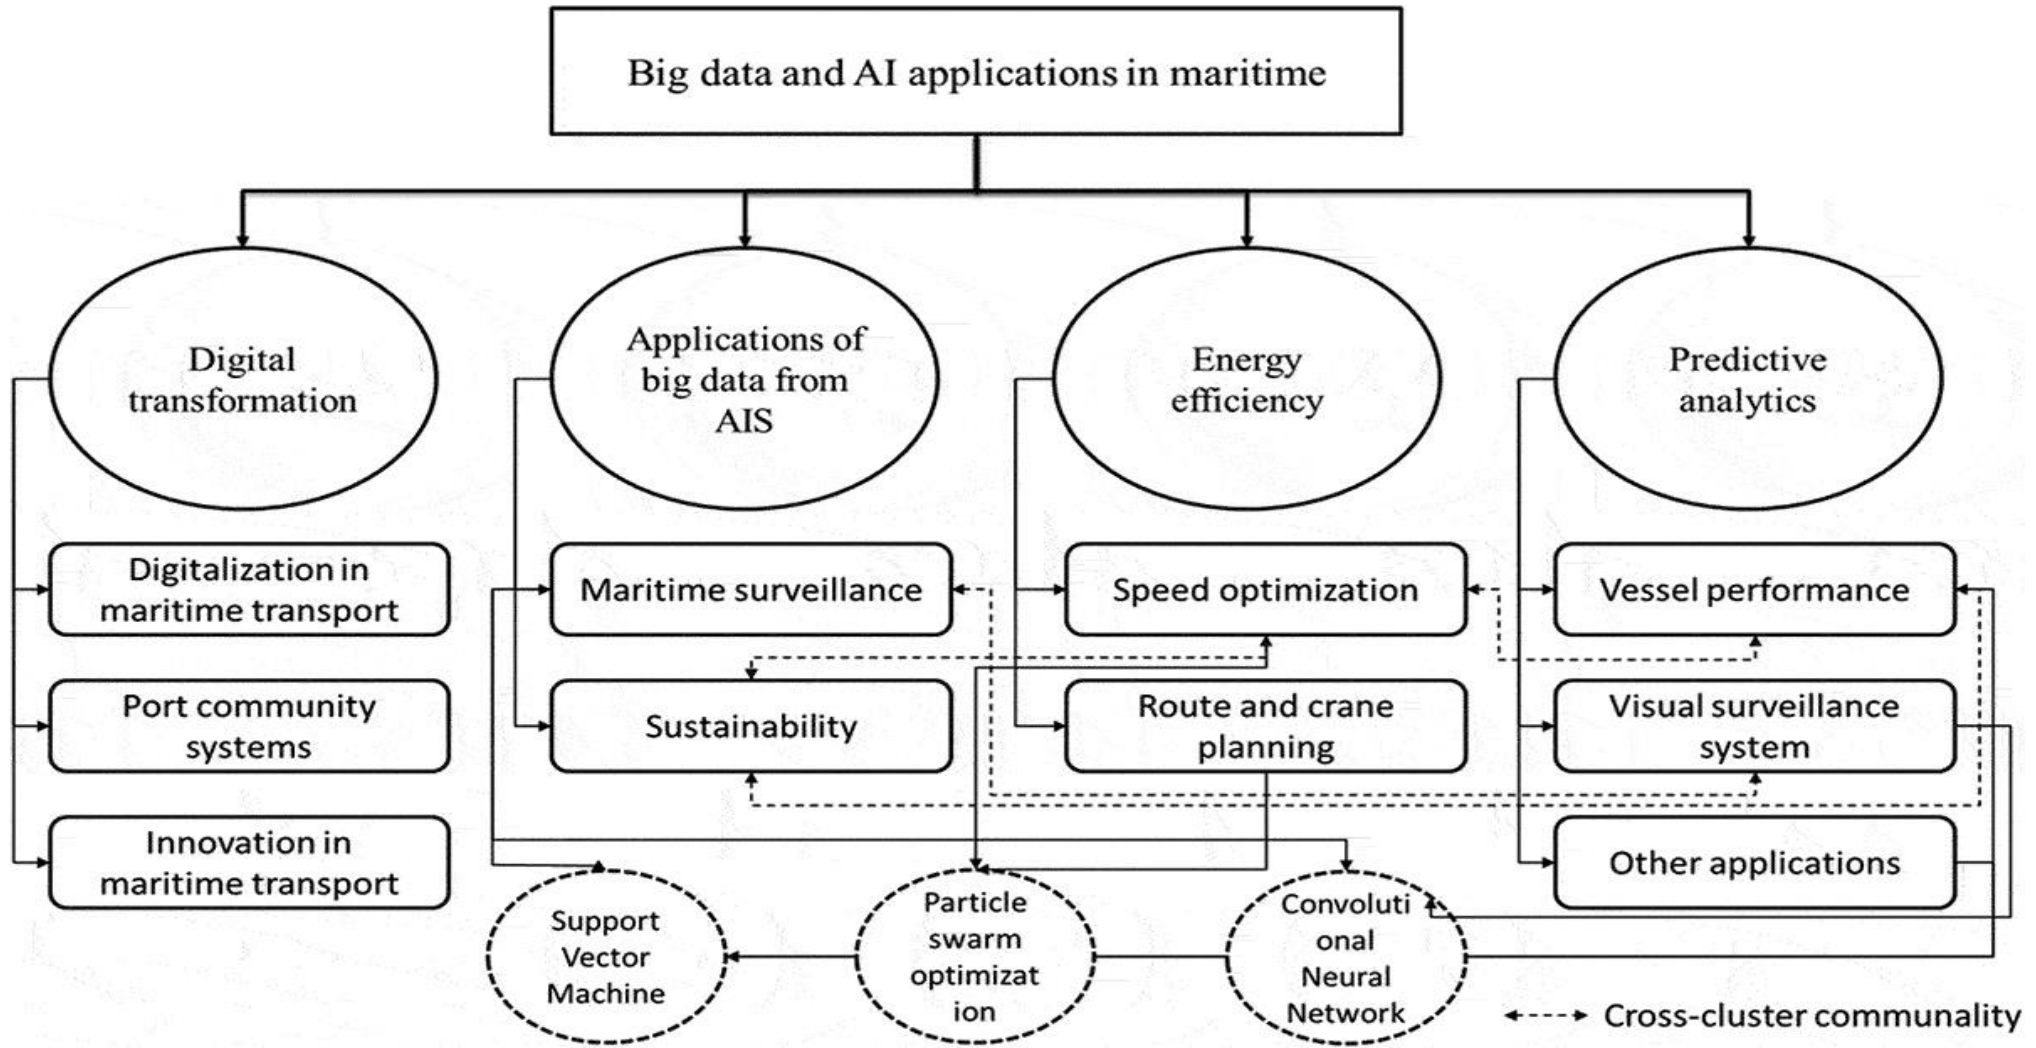 Big data and AI applications in maritime
Digital
transformation
Applications of
big data from
AIS
Energy
efficiency
Predictive
analytics
Digitalization in
maritime transport
Maritime surveillance
Speed optimization
Vessel performance
Port community
systems
Sustainability
Route and crane
planning
Visual surveillance
system
Innovation in
maritime transport
Other applications
Support
Vector
Machine
Particle
swarm
optimizat
ion
Convoluti
onal
Neural
Network
Cross-cluster communality